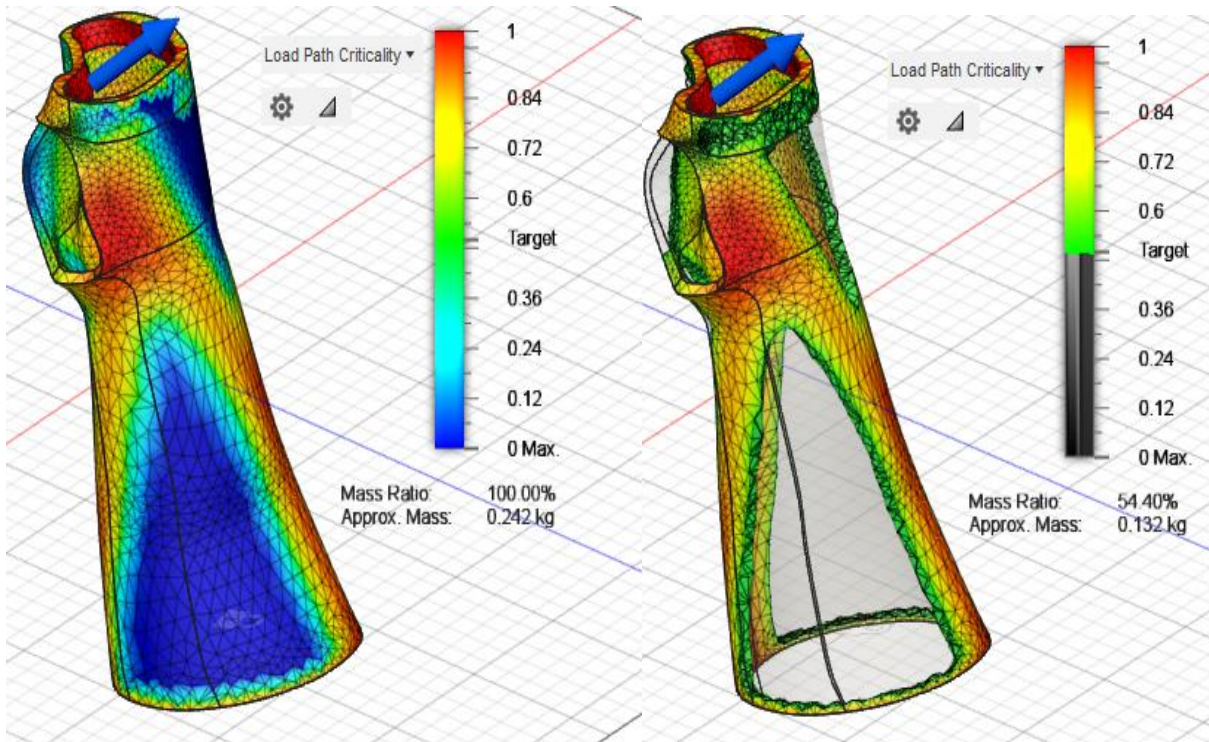 Load Path Criticality
1
0.84
0.72
0.6
Target
0.36
0.24
0.12
0 Max.
Mass Ratio: 100.00%
Approx. Mass: 0.242 kg
Load Path Criticality
1
0.84
0.72
0.6
Target
0.36
0.24
0.12
0 Max.
Mass Ratio: 54.40%
Approx. Mass: 0.132 kg